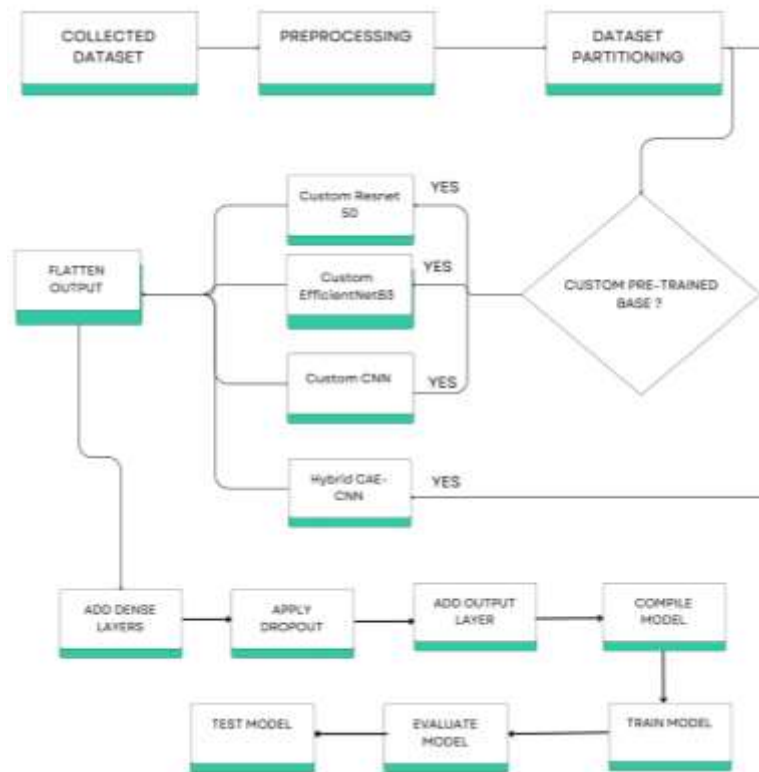 COLLECTED
DATASET
PREPROCESSING
DATASET
PARTITIONING
Custom Resnet
50
YES
Custom
EfficientNetB3
YES
FLATTEN
OUTPUT
CUSTOM PRE-TRAINED
BASE ?
Custom CNN
YES
Hybrid CAE-
CNN
YES
ADD DENSE
LAYERS
APPLY
DROPOUT
ADD OUTPUT
LAYER
COMPILE
MODEL
TEST MODEL
EVALUATE
MODEL
TRAIN MODEL